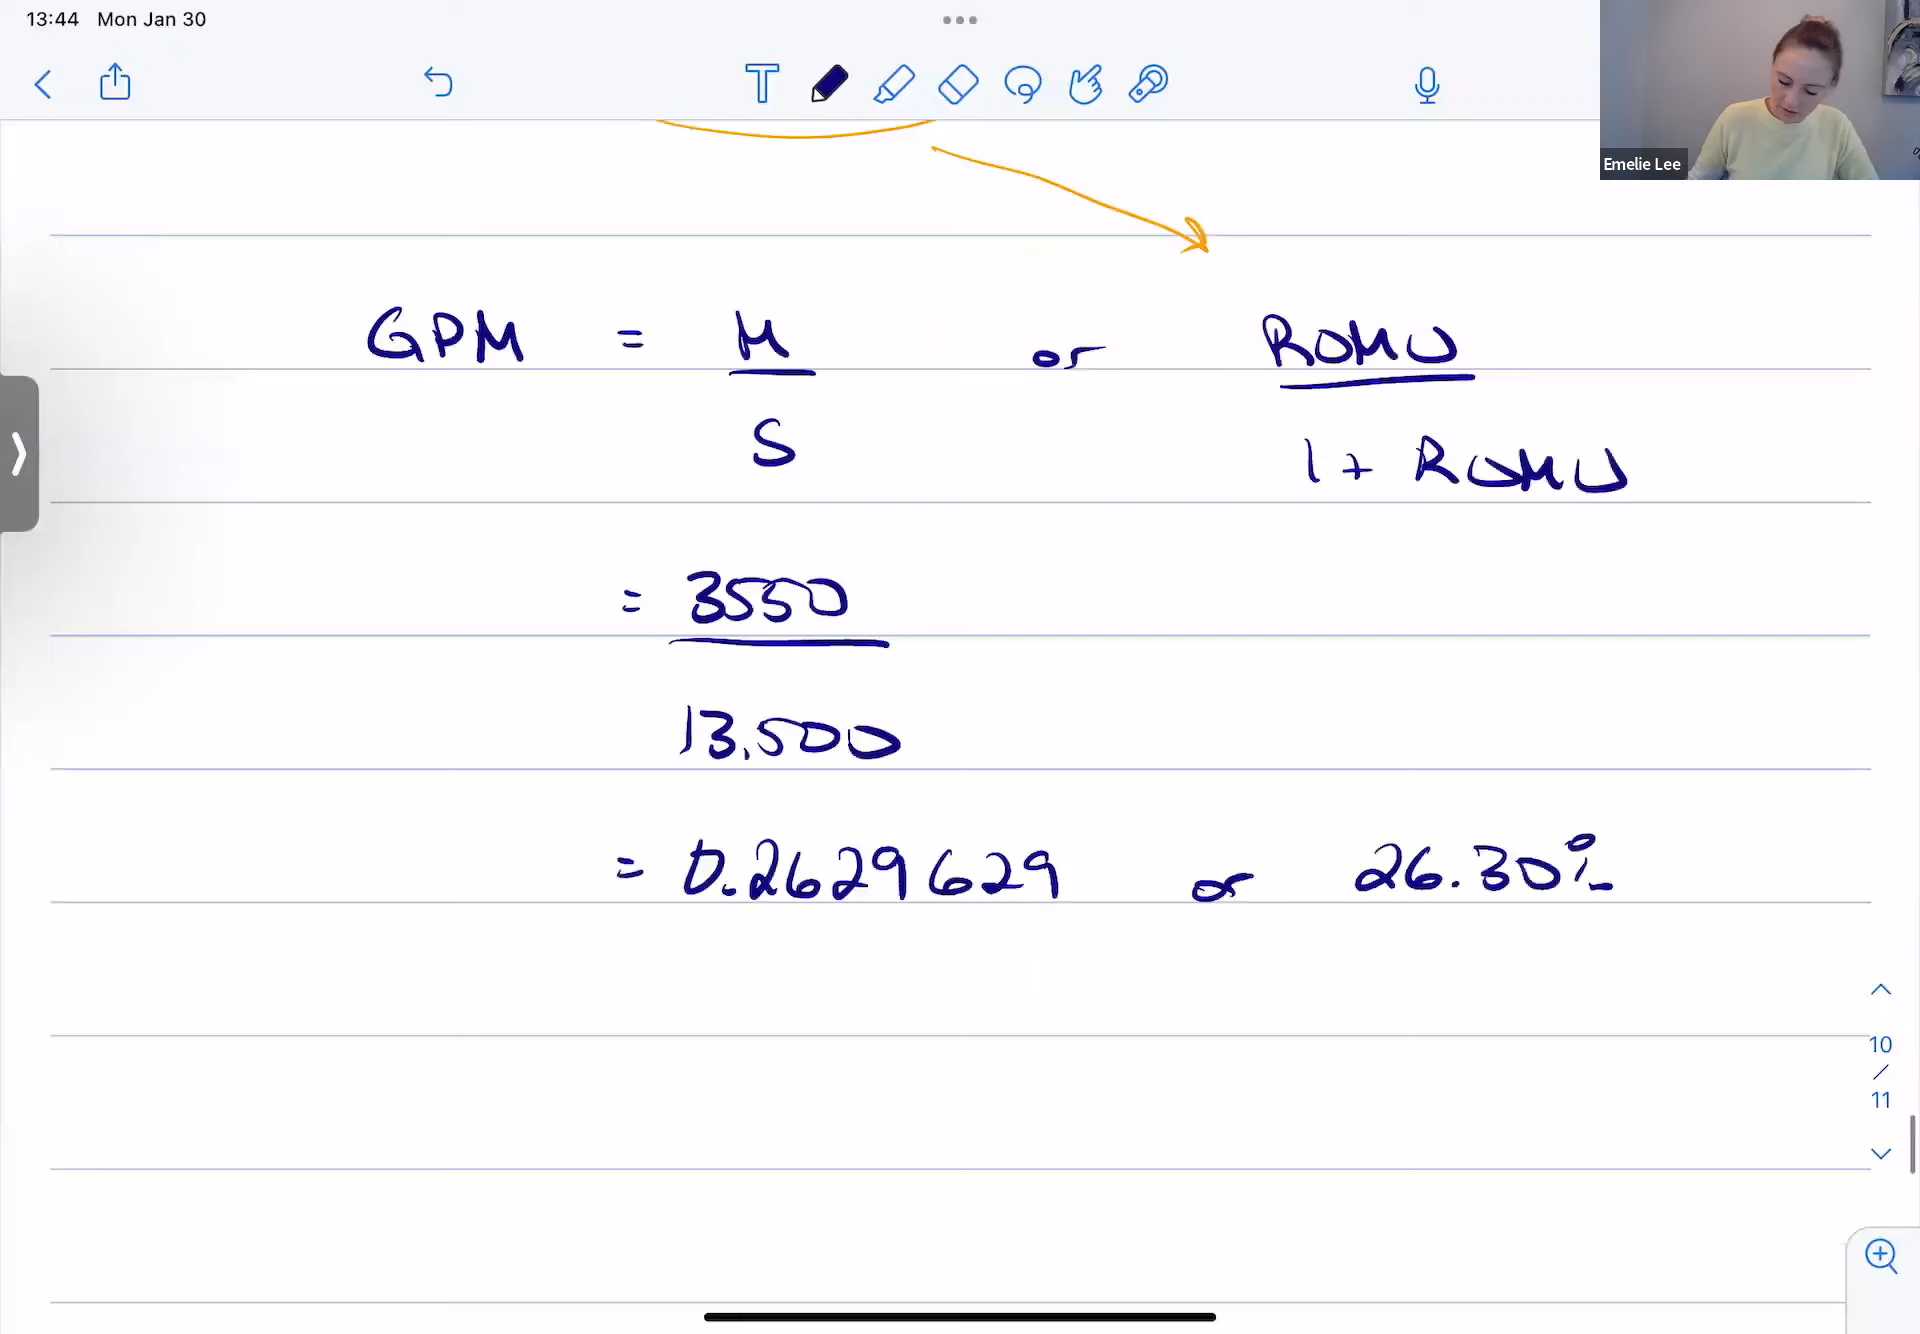 13:44 Mon Jan 30
Emelie Lee
GPM = M or ROMU
S 1 + ROMU
= 3550
13,500
= 0.2629629 or 26.30%
10
/
11